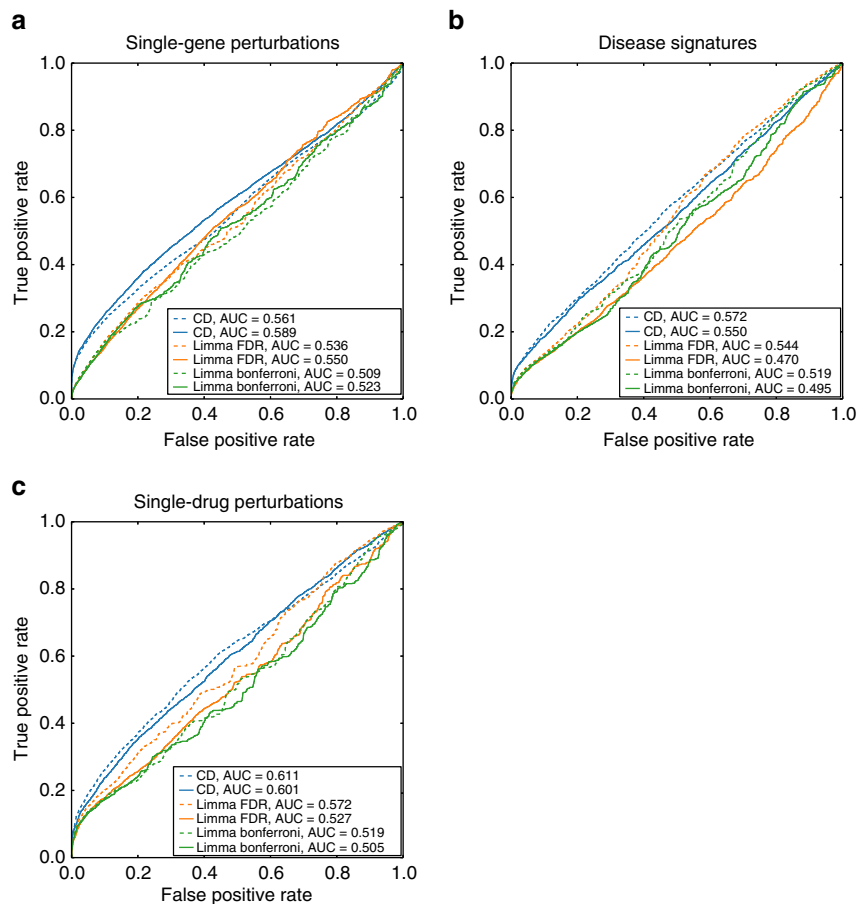 a
Single-gene perturbations
1.0
0.8
0.6
0.4
0.2
0.0
True positive rate
CD, AUC = 0.561
CD, AUC = 0.589
Limma FDR, AUC = 0.536
Limma FDR, AUC = 0.550
Limma bonferroni, AUC = 0.509
Limma bonferroni, AUC = 0.523
0.0 0.2 0.4 0.6 0.8 1.0
False positive rate
b
Disease signatures
1.0
0.8
0.6
0.4
0.2
0.0
True positive rate
CD, AUC = 0.572
CD, AUC = 0.550
Limma FDR, AUC = 0.544
Limma FDR, AUC = 0.470
Limma bonferroni, AUC = 0.519
Limma bonferroni, AUC = 0.495
0.0 0.2 0.4 0.6 0.8 1.0
False positive rate
c
Single-drug perturbations
1.0
0.8
0.6
0.4
0.2
0.0
True positive rate
CD, AUC = 0.611
CD, AUC = 0.601
Limma FDR, AUC = 0.572
Limma FDR, AUC = 0.527
Limma bonferroni, AUC = 0.519
Limma bonferroni, AUC = 0.505
0.0 0.2 0.4 0.6 0.8 1.0
False positive rate